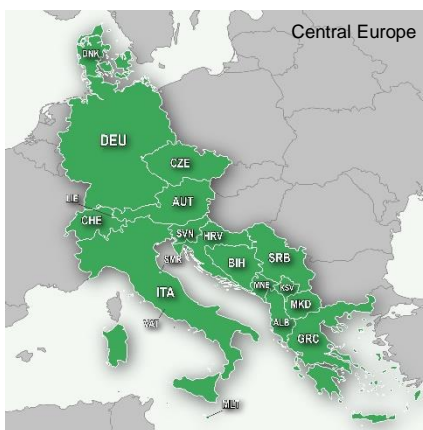 Central Europe
DNK
DEU
CZE
LIE
AUT
CHE
SVN
HRV
SMR
BIH
SRB
MNE
KSV
ITA
MKD
VAT
ALB
GRC
MLT